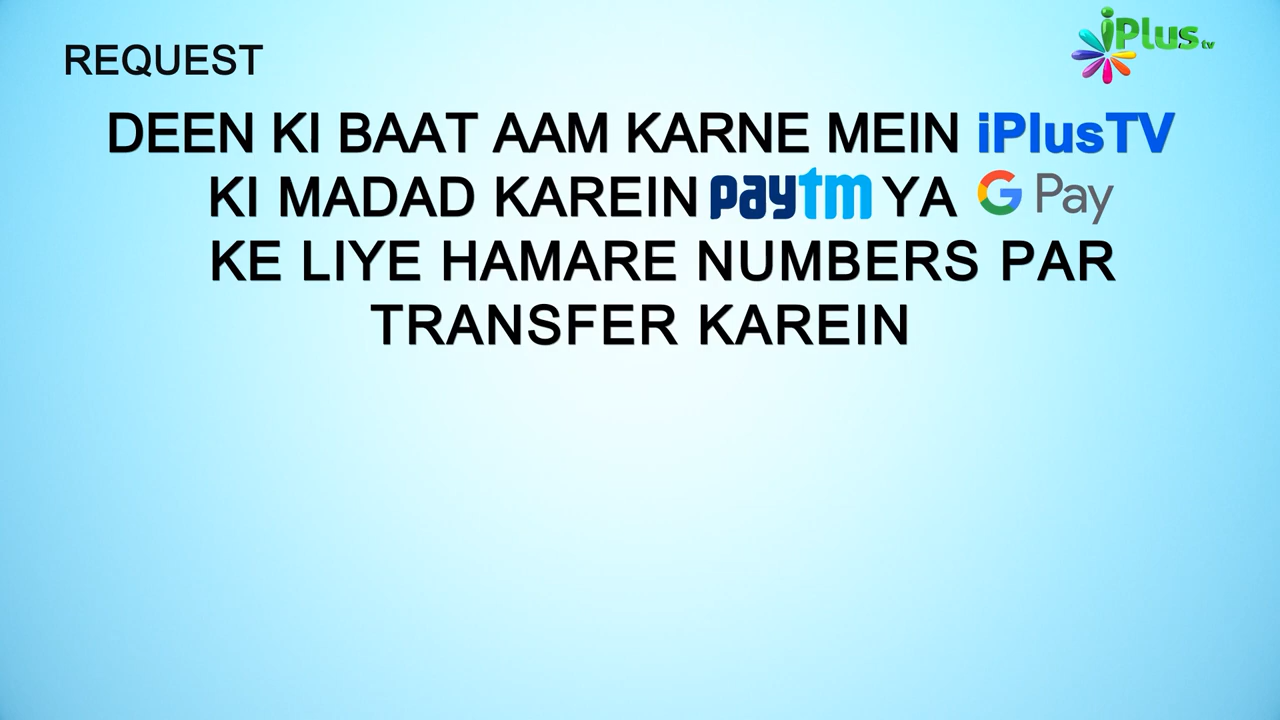 REQUEST
iPlus tv
DEEN KI BAAT AAM KARNE MEIN iPlusTV
KI MADAD KAREIN paytm YA G Pay
KE LIYE HAMARE NUMBERS PAR
TRANSFER KAREIN